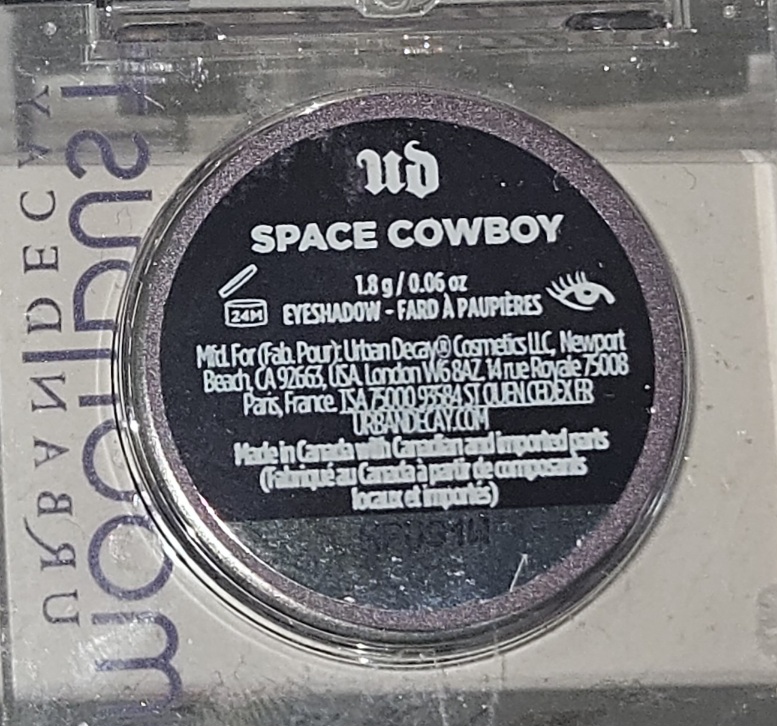 ud
SPACE COWBOY
1.8 g / 0.06 oz
24M
EYESHADOW - FARD À PAUPIÈRES
Mfd. For (Fab. Pour): Urban Decay® Cosmetics LLC, Newport
Beach, CA 92663, USA. London W6 8AZ. 14 rue Royale 75008
Paris, France. TSA 75000 93584 ST OUEN CEDEX FR
URBANDECAY.COM
Made in Canada with Canadian and imported parts
(Fabriqué au Canada à partir de composants
locaux et importés)
URBAN DECAY
MOONDUST